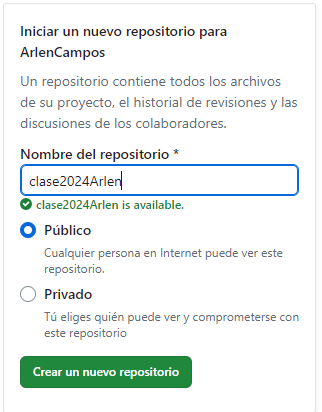 Iniciar un nuevo repositorio para
ArlenCampos
Un repositorio contiene todos los archivos
de su proyecto, el historial de revisiones y las
discusiones de los colaboradores.
Nombre del repositorio *
clase2024Arlen
clase2024Arlen is available.
Público
Cualquier persona en Internet puede ver este
repositorio.
Privado
Tú eliges quién puede ver y comprometerse con
este repositorio
Crear un nuevo repositorio